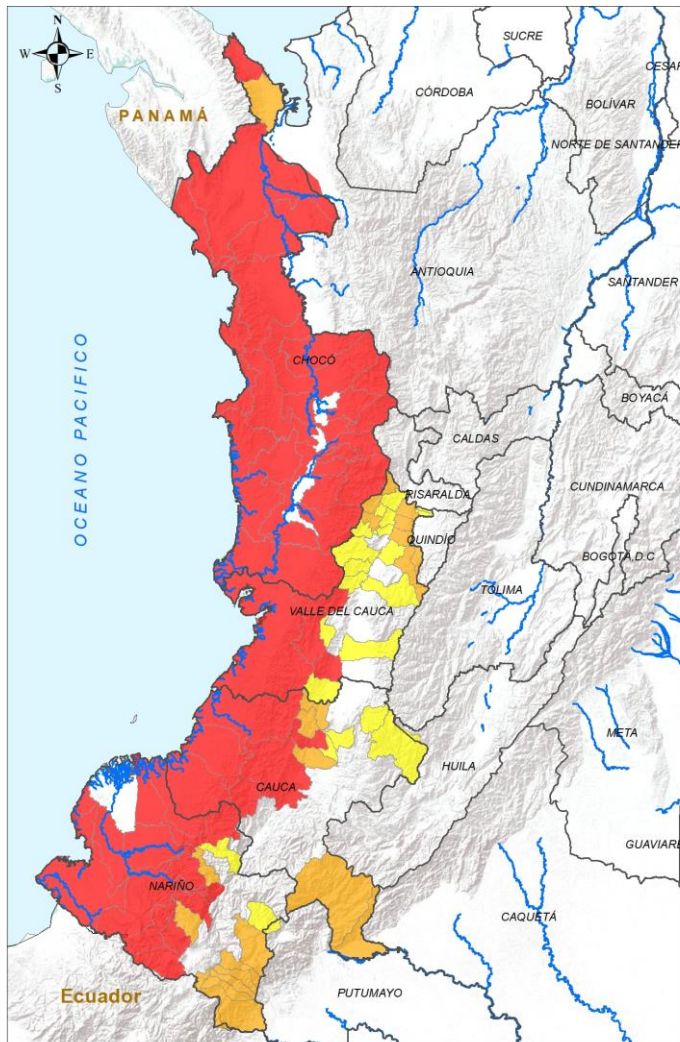 N
W E
S
SUCRE
CESAR
CÓRDOBA
BOLÍVAR
PANAMÁ
NORTE DE SANTANDER
ANTIOQUIA
SANTANDER
OCEANO PACIFICO
CHOCÓ
BOYACÁ
CALDAS
CUNDINAMARCA
RISARALDA
QUINDÍO
BOGOTÁ, D.C
TOLIMA
VALLE DEL CAUCA
META
HUILA
CAUCA
GUAVIARE
NARIÑO
CAQUETÁ
Ecuador
PUTUMAYO